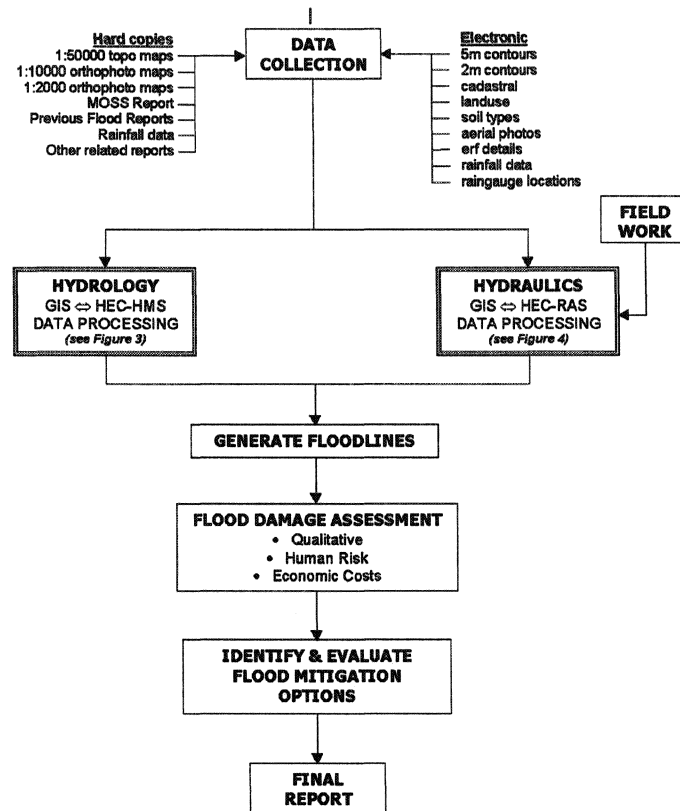 Hard copies
1:50000 topo maps
1:10000 orthophoto maps
1:2000 orthophoto maps
MOSS Report
Previous Flood Reports
Rainfall data
Other related reports
DATA
COLLECTION
Electronic
5m contours
2m contours
cadastral
landuse
soil types
aerial photos
erf details
rainfall data
raingauge locations
FIELD
WORK
HYDROLOGY
GIS ⇔ HEC-HMS
DATA PROCESSING
(see Figure 3)
HYDRAULICS
GIS ⇔ HEC-RAS
DATA PROCESSING
(see Figure 4)
GENERATE FLOODLINES
FLOOD DAMAGE ASSESSMENT
• Qualitative
• Human Risk
• Economic Costs
IDENTIFY & EVALUATE
FLOOD MITIGATION
OPTIONS
FINAL
REPORT